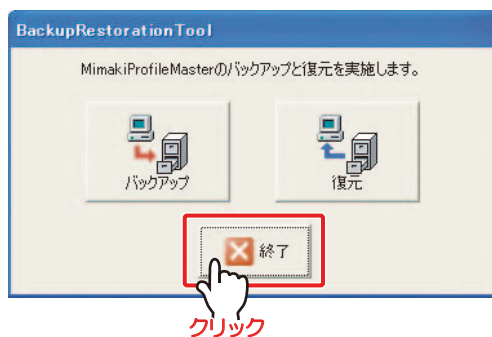 BackupRestorationTool
MimakiProfileMasterのバックアップと復元を実施します。
バックアップ
復元
終了
クリック